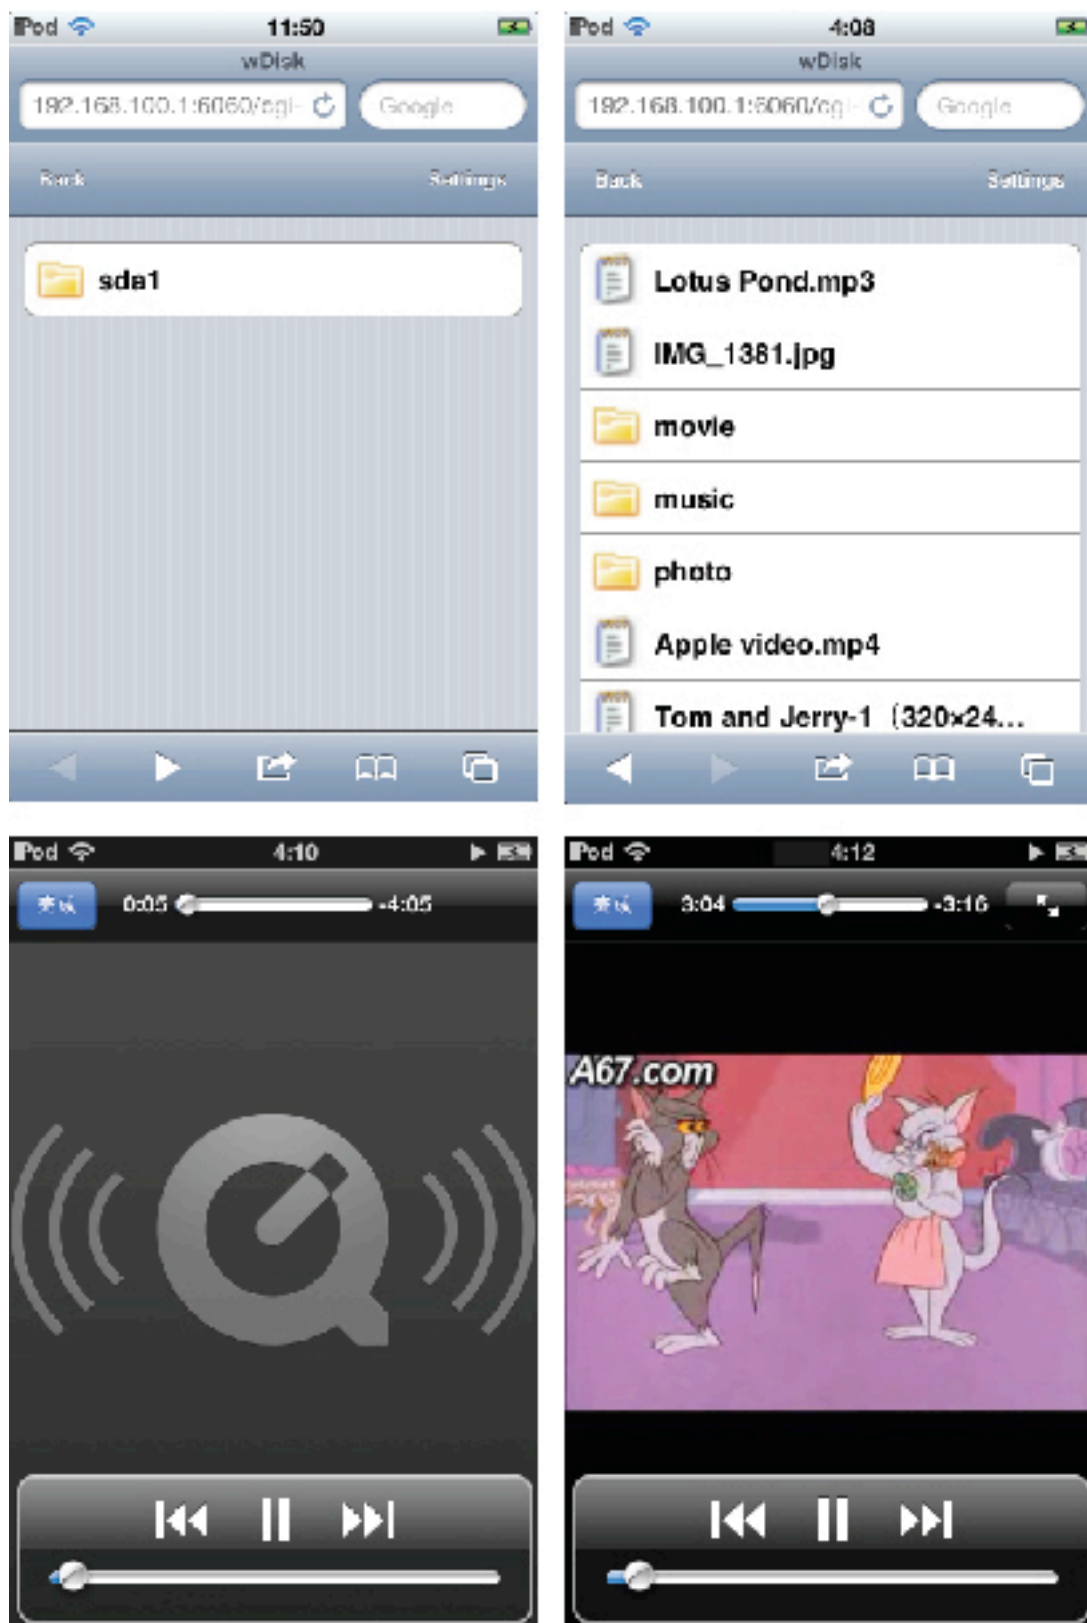 iPod 11:50
wDisk
192.168.100.1:6060/cgi- Google
Back Settings
sda1
iPod 4:08
wDisk
192.168.100.1:6060/cgi- Google
Back Settings
Lotus Pond.mp3
IMG_1381.jpg
movie
music
photo
Apple video.mp4
Tom and Jerry-1（320×24...
iPod 4:10
0:05 -4:05
iPod 4:12
3:04 -3:16
A67.com